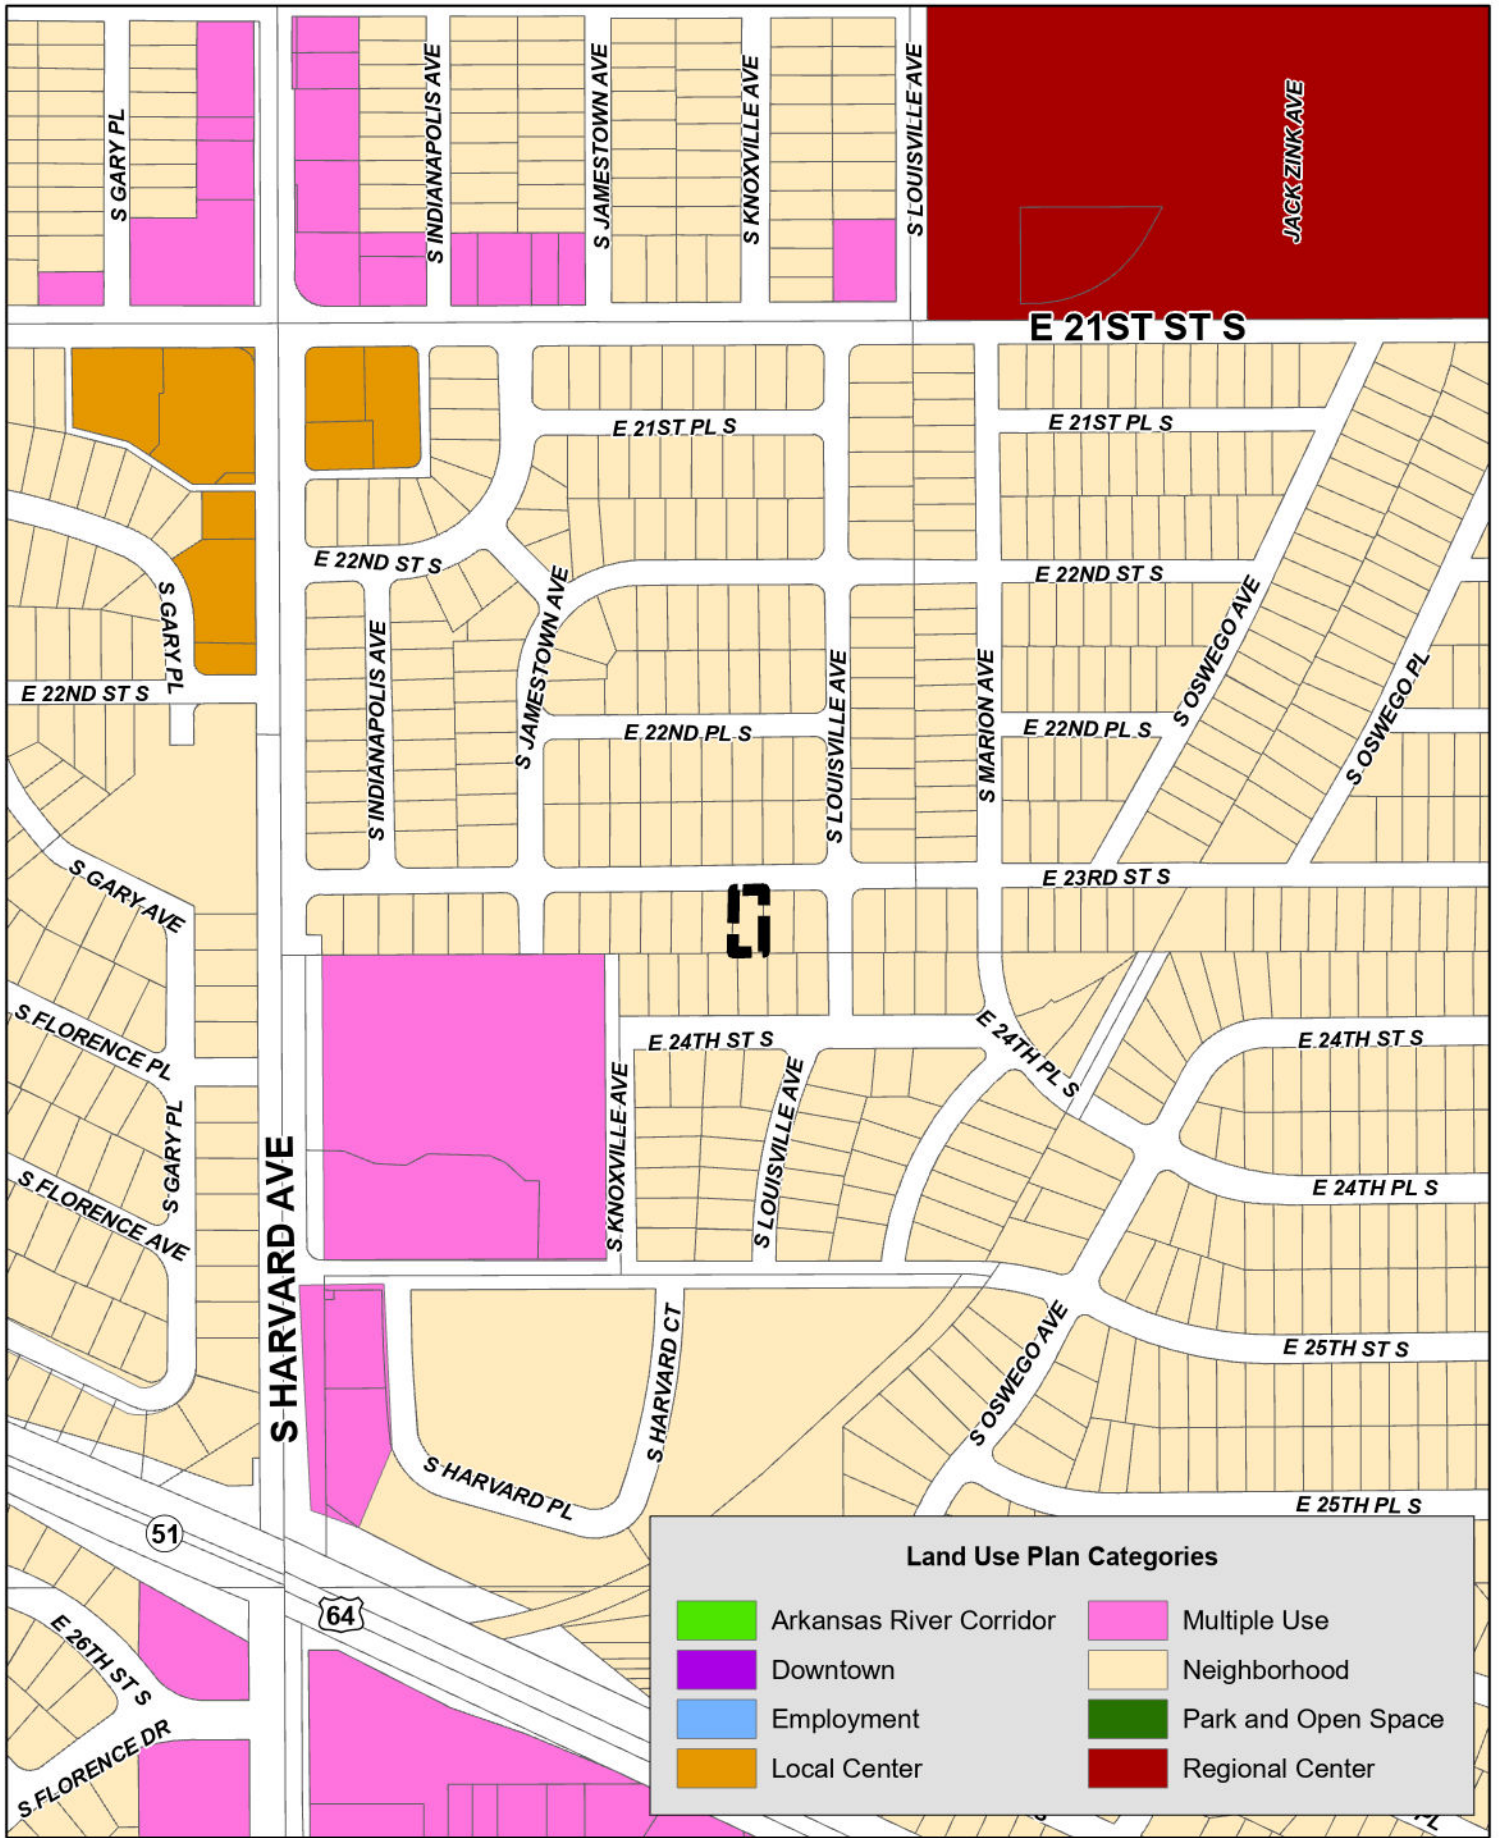 S GARY PL
S INDIANAPOLIS AVE
S JAMESTOWN AVE
S KNOXVILLE AVE
S LOUISVILLE AVE
JACK ZINK AVE
E 21ST ST S
E 21ST PL S
E 21ST PL S
E 22ND ST S
E 22ND ST S
S GARY PL
S JAMESTOWN AVE
S INDIANAPOLIS AVE
S LOUISVILLE AVE
S MARION AVE
S OSWEGO AVE
S OSWEGO PL
E 22ND ST S
E 22ND PL S
E 22ND PL S
S GARY AVE
E 23RD ST S
S FLORENCE PL
E 24TH ST S
E 24TH PL S
E 24TH ST S
S GARY PL
S KNOXVILLE AVE
S LOUISVILLE AVE
S HARVARD AVE
S FLORENCE AVE
E 24TH PL S
S HARVARD CT
S OSWEGO AVE
E 25TH ST S
S HARVARD PL
E 25TH PL S
51
64
E 26TH ST S
S FLORENCE DR
Land Use Plan Categories
Arkansas River Corridor
Downtown
Employment
Local Center
Multiple Use
Neighborhood
Park and Open Space
Regional Center